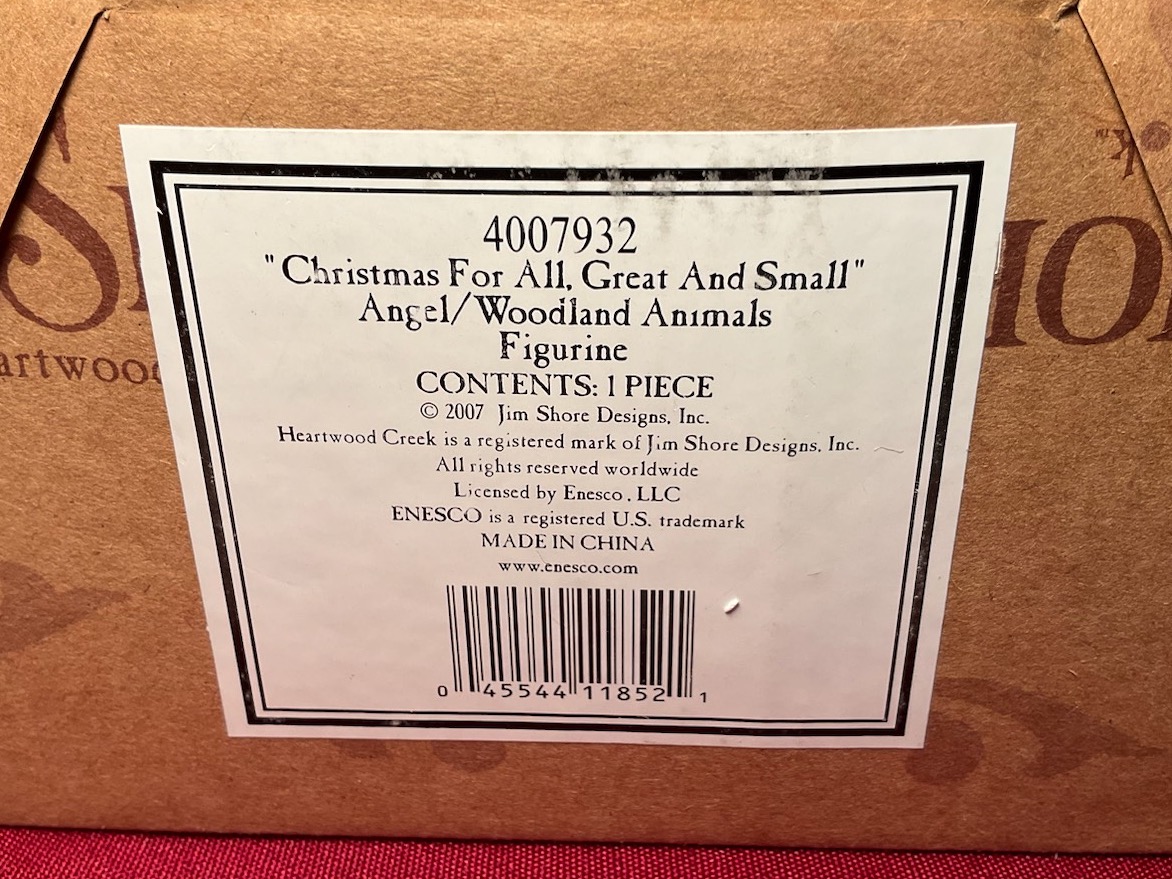 4007932
"Christmas For All, Great And Small"
Angel/Woodland Animals
Figurine
CONTENTS: 1 PIECE
© 2007 Jim Shore Designs, Inc.
Heartwood Creek is a registered mark of Jim Shore Designs, Inc.
All rights reserved worldwide
Licensed by Enesco, LLC
ENESCO is a registered U.S. trademark
MADE IN CHINA
www.enesco.com
0 45544 11852 1
artwoo